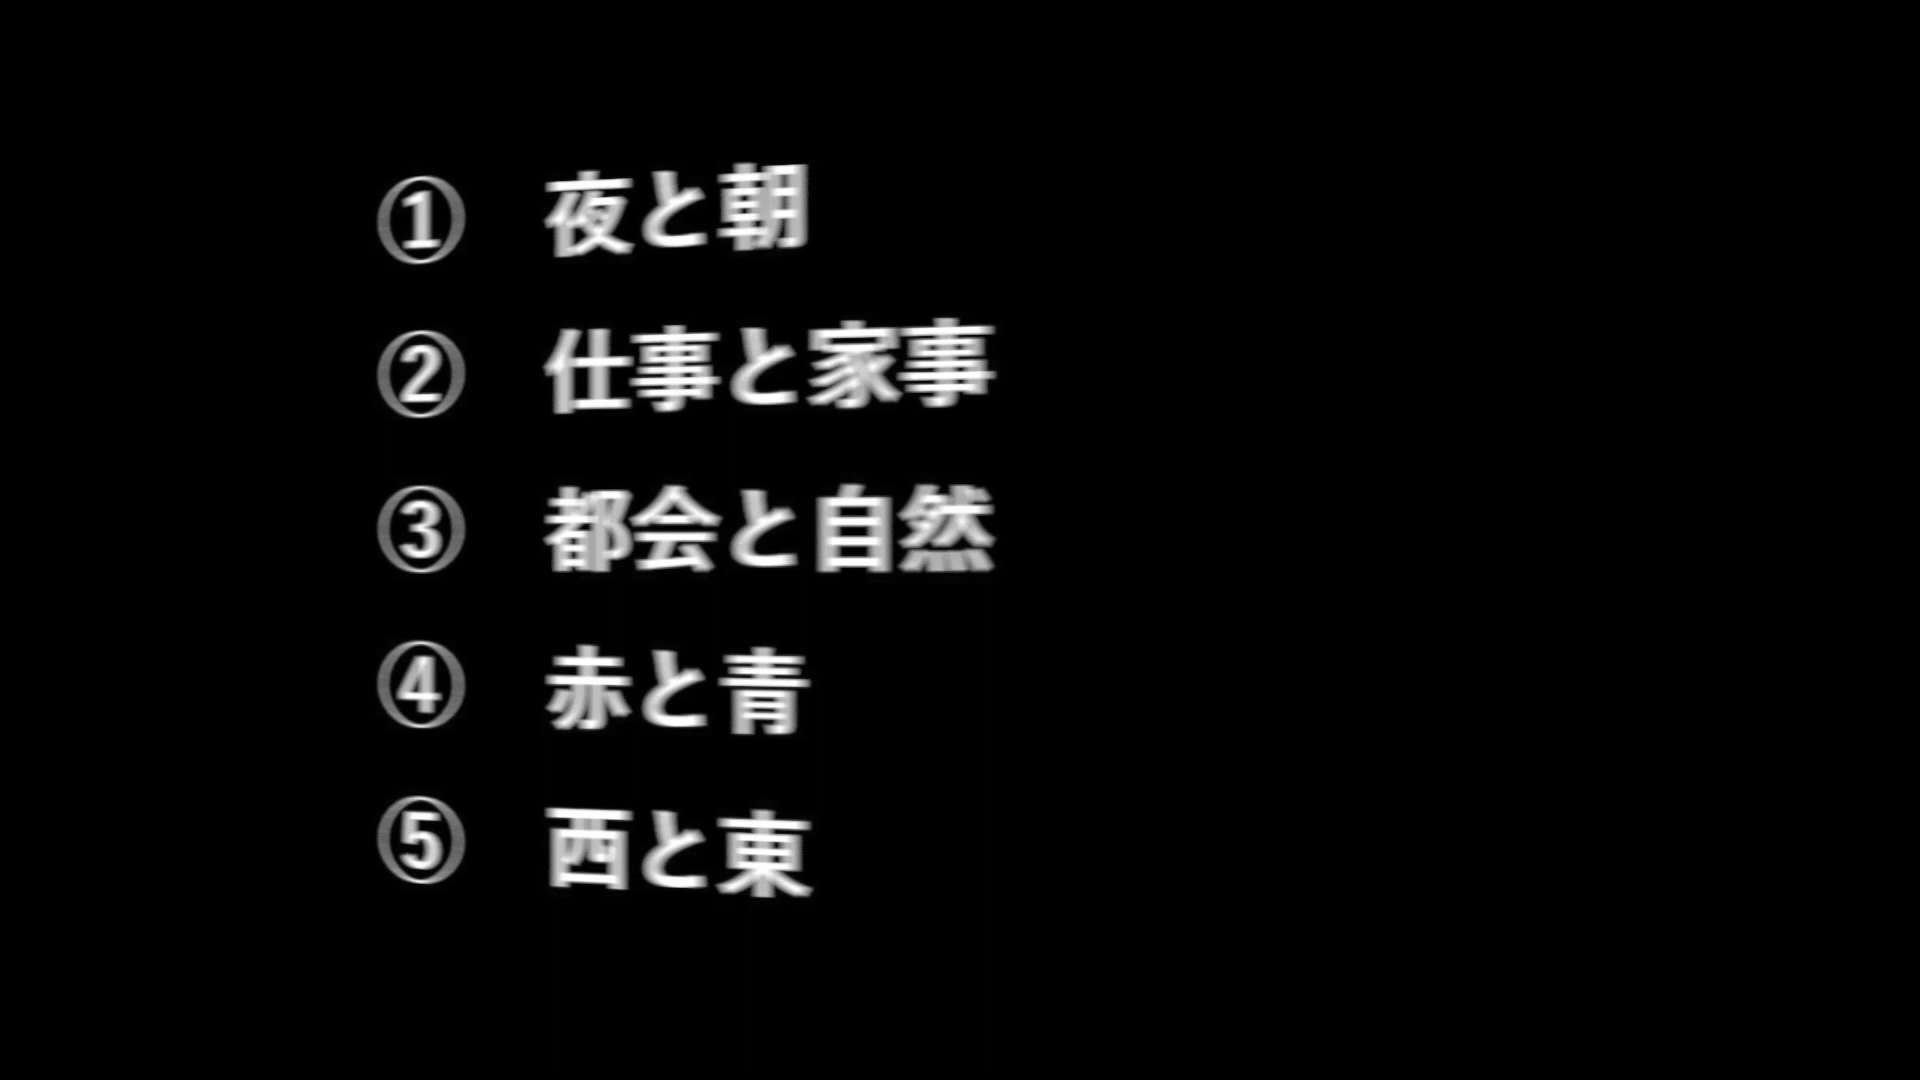 ① 夜と朝
② 仕事と家事
③ 都会と自然
④ 赤と青
⑤ 西と東